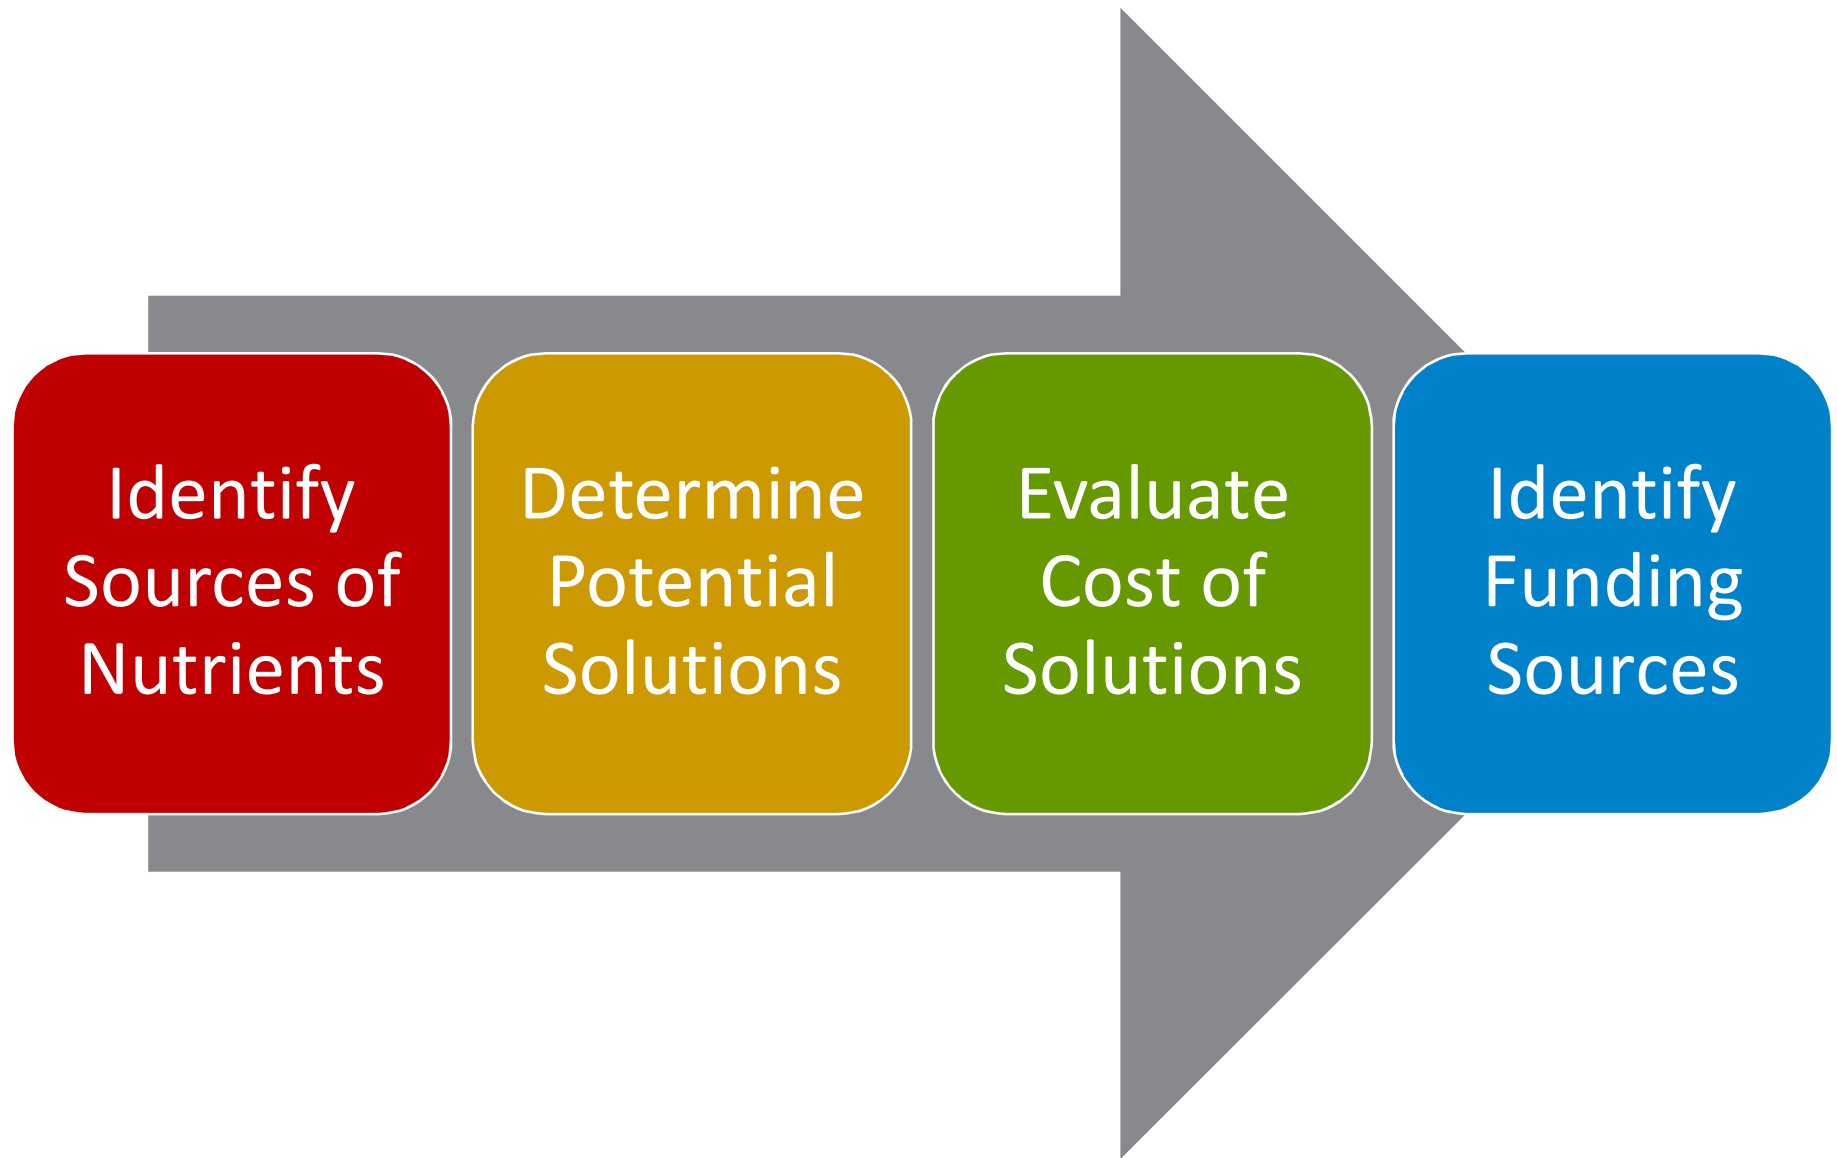 Identify
Sources of
Nutrients
Determine
Potential
Solutions
Evaluate
Cost of
Solutions
Identify
Funding
Sources